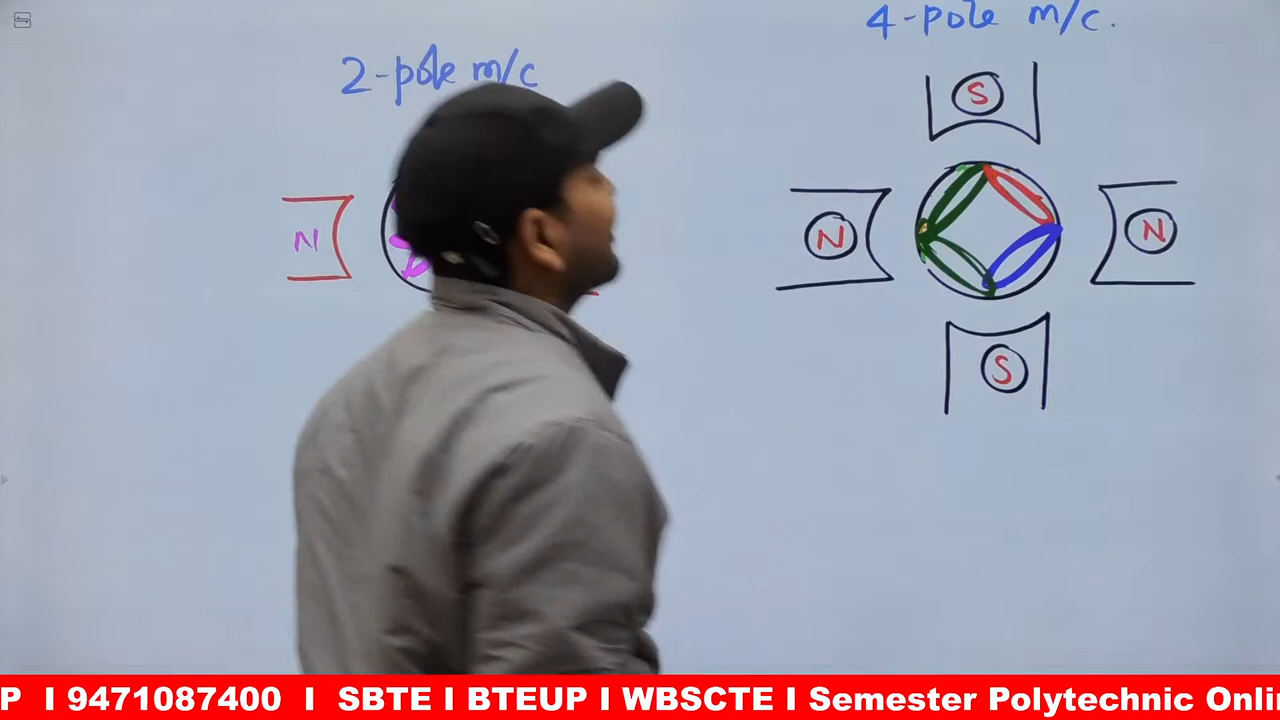 4-pole m/c.
2-pole m/c
S
N
N
N
S
P I 9471087400 I SBTE I BTEUP I WBSCTE I Semester Polytechnic Onli